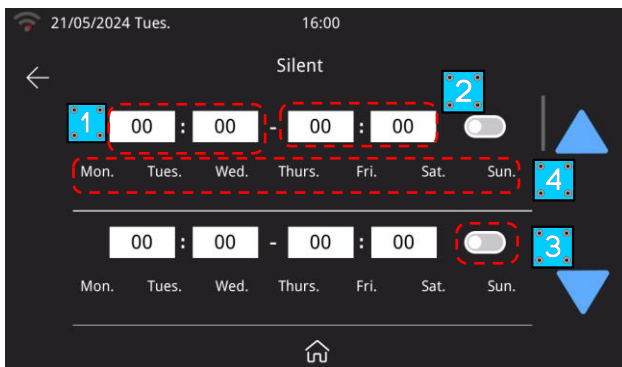 21/05/2024 Tues. 16:00
Silent
2
1 00 : 00 - 00 : 00
Mon. Tues. Wed. Thurs. Fri. Sat. Sun. 4
00 : 00 - 00 : 00 3
Mon. Tues. Wed. Thurs. Fri. Sat. Sun.